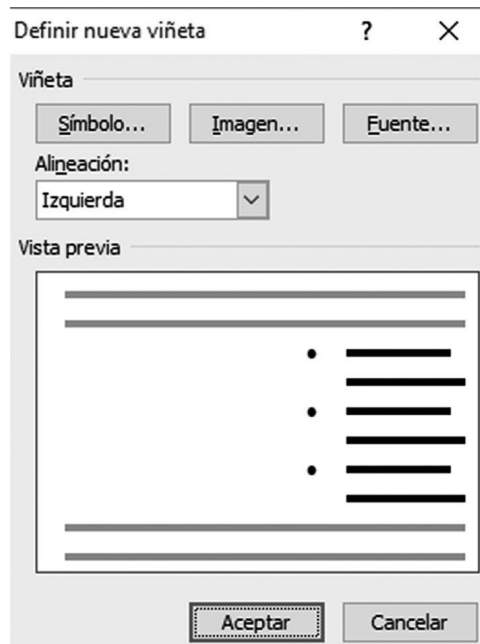 Definir nueva viñeta ? X
Viñeta
Símbolo... Imagen... Fuente...
Alineación:
Izquierda
Vista previa
Aceptar Cancelar